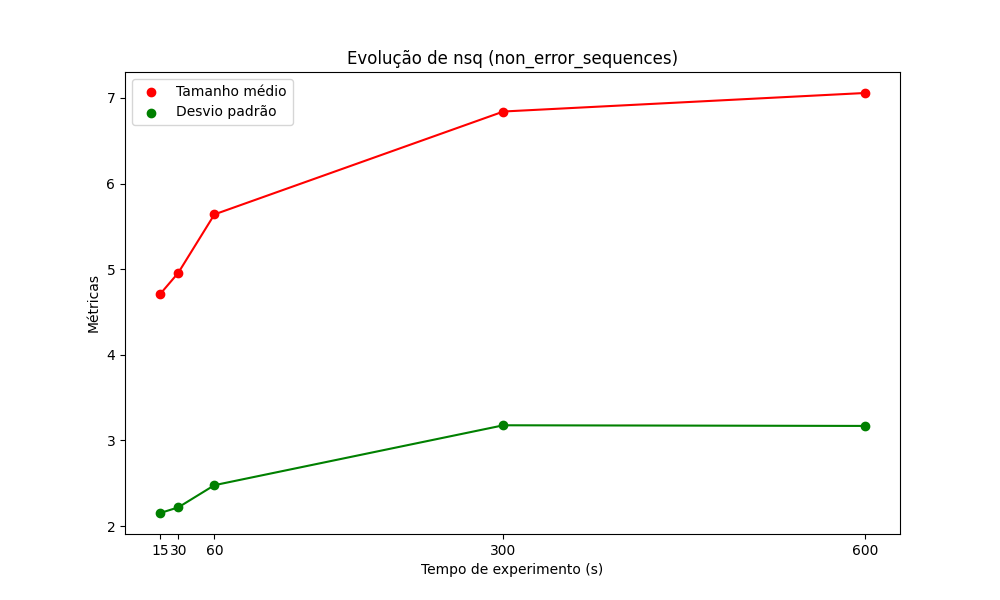 Evolução de nsq (non_error_sequences)
Tamanho médio
Desvio padrão
7
6
5
4
3
2
Métricas
15 30 60 300 600
Tempo de experimento (s)